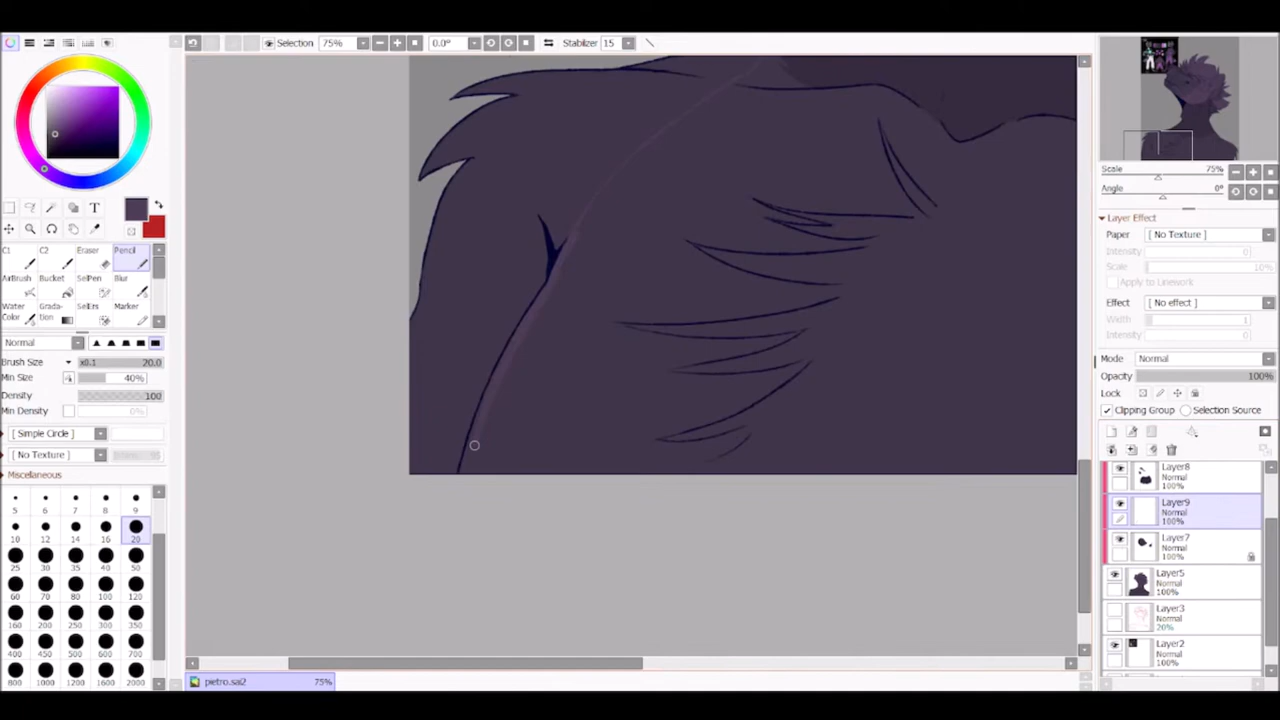 Selection 75% 0.0° Stabilizer 15
T
C1 C2 Eraser Pencil
AirBrush Bucket SelPen Blur
Water Color Grada-tion SelErs Marker
Normal
Brush Size x0.1 20.0
Min Size 40%
Density 100
Min Density 0%
[ Simple Circle ]
[ No Texture ] 95
Miscellaneous
5 6 7 8 9
10 12 14 16 20
25 30 35 40 50
60 70 80 100 120
160 200 250 300 350
400 450 500 600 700
800 1000 1200 1600 2000
pietro.sai2 75%
Scale 75%
Angle 0°
Layer Effect
Paper [ No Texture ]
Intensity 0
Scale 10%
Apply to Linework
Effect [ No effect ]
Width 1
Intensity 0
Mode Normal
Opacity 100%
Lock
Clipping Group Selection Source
Layer8
Normal
100%
Layer9
Normal
100%
Layer7
Normal
100%
Layer5
Normal
100%
Layer3
Normal
20%
Layer2
Normal
100%